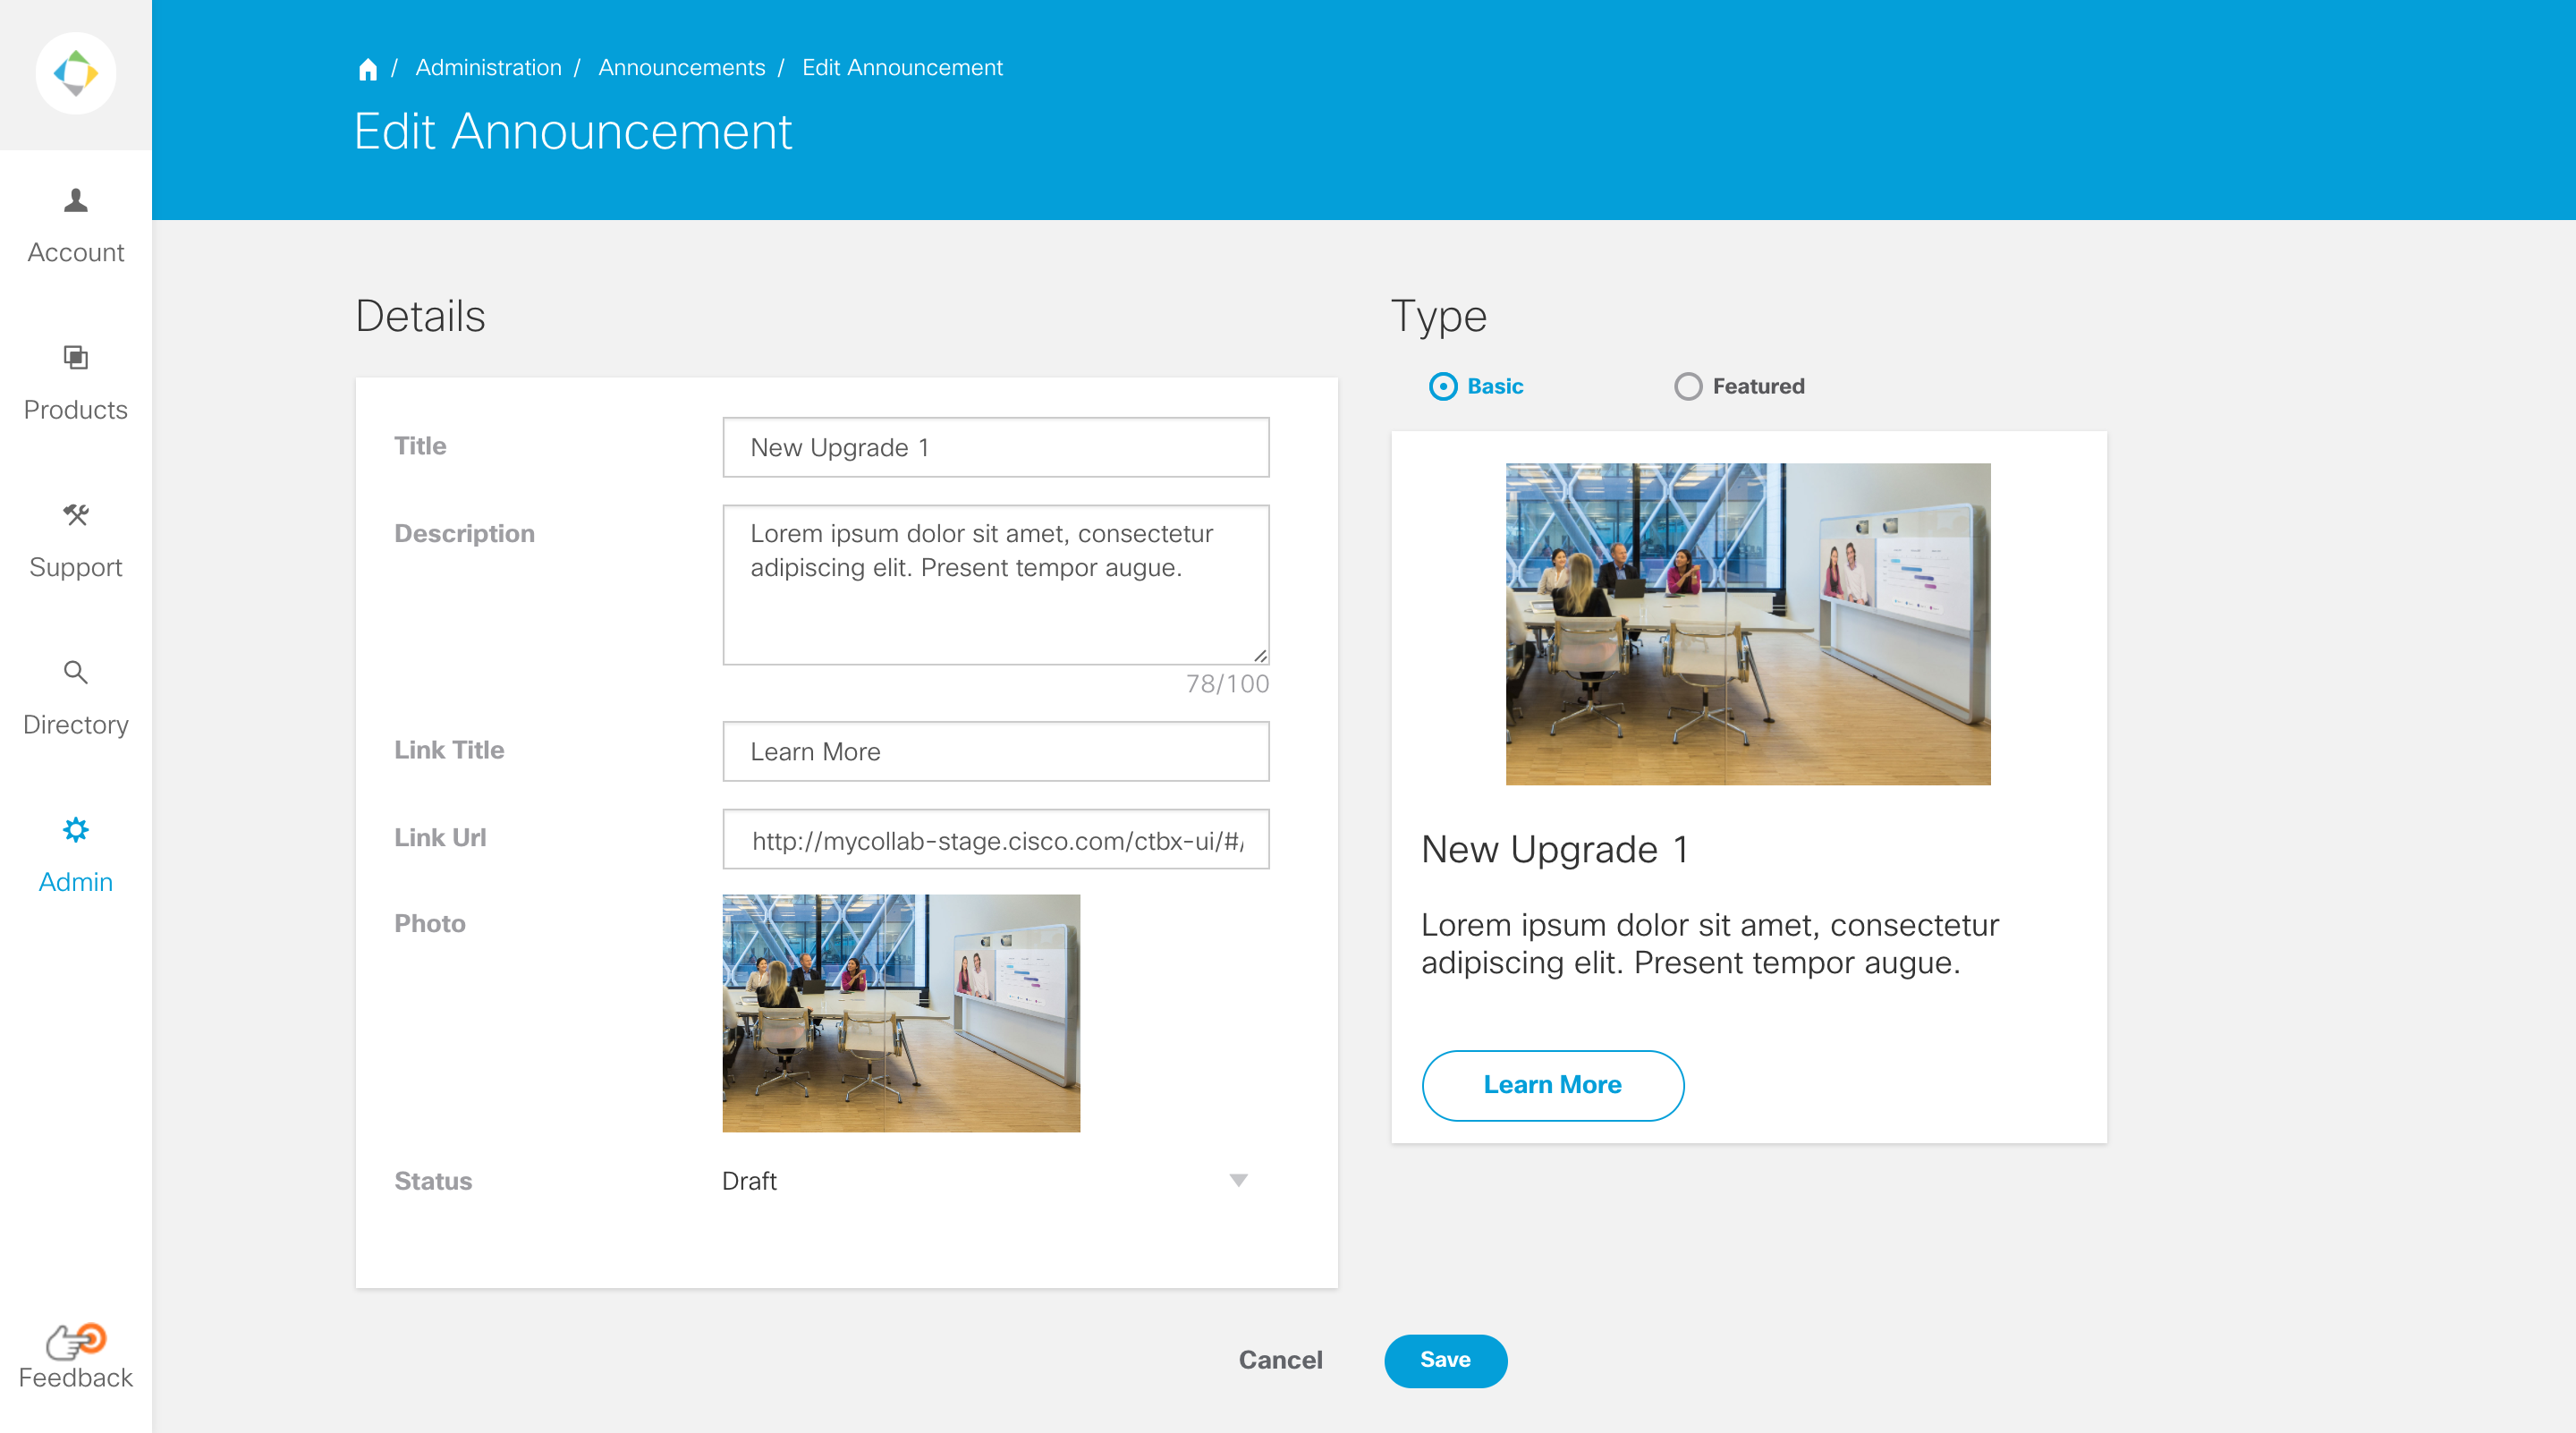 / Administration / Announcements / Edit Announcement
Edit Announcement
Account
Products
Support
Directory
Admin
Feedback
Details
Title
New Upgrade 1
Description
Lorem ipsum dolor sit amet, consectetur
adipiscing elit. Present tempor augue.
78/100
Link Title
Learn More
Link Url
http://mycollab-stage.cisco.com/ctbx-ui/#/
Photo
Status
Draft
Type
Basic
Featured
New Upgrade 1
Lorem ipsum dolor sit amet, consectetur
adipiscing elit. Present tempor augue.
Learn More
Cancel
Save